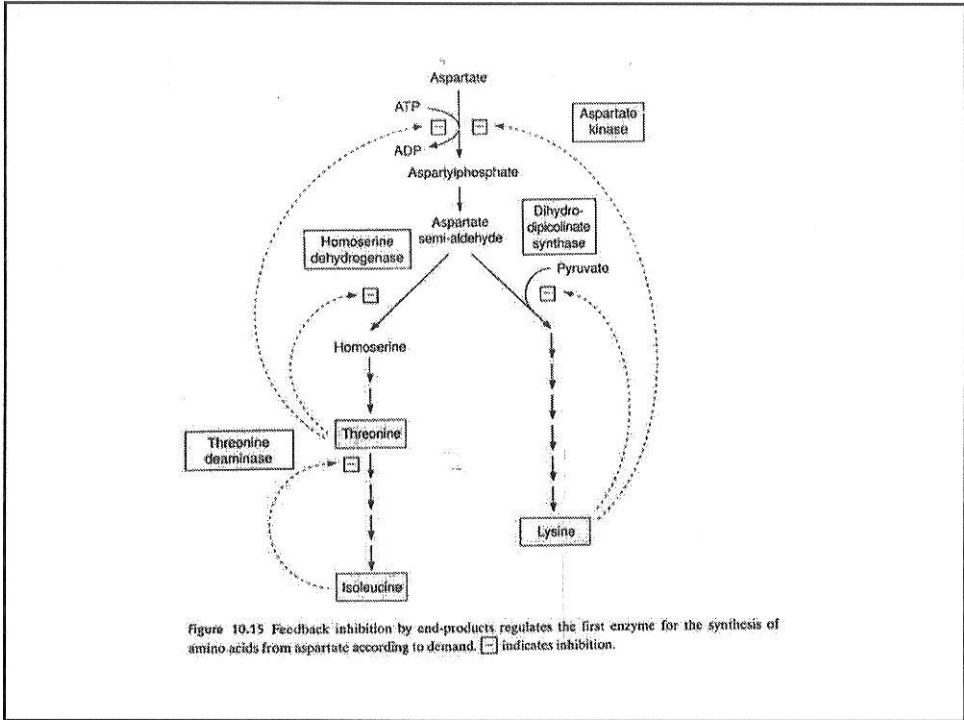 Aspartate
ATP
Aspartate
kinase
−
−
ADP
Aspartylphosphate
Aspartate
semi-aldehyde
Dihydro-
dipicolinate
synthase
Homoserine
dehydrogenase
Pyruvate
−
−
Homoserine
Threonine
Threonine
deaminase
−
Lysine
Isoleucine
Figure 10.15 Feedback inhibition by end-products regulates the first enzyme for the synthesis of
amino acids from aspartate according to demand. − indicates inhibition.